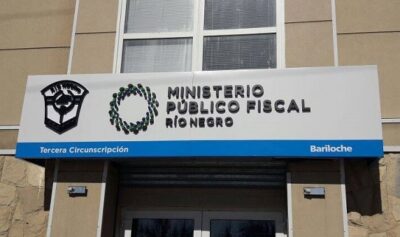 MINISTERIO
PÚBLICO FISCAL
RÍO NEGRO
Tercera Circunscripción
Bariloche